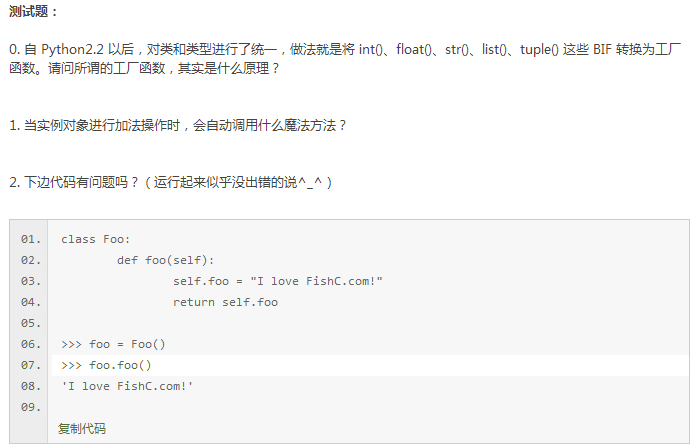 测试题：
0. 自 Python2.2 以后，对类和类型进行了统一，做法就是将 int()、float()、str()、list()、tuple() 这些 BIF 转换为工厂
函数。请问所谓的工厂函数，其实是什么原理？
1. 当实例对象进行加法操作时，会自动调用什么魔法方法？
2. 下边代码有问题吗？（运行起来似乎没出错的说^_^）
01. class Foo:
02.         def foo(self):
03.                 self.foo = "I love FishC.com!"
04.                 return self.foo
05.
06. >>> foo = Foo()
07. >>> foo.foo()
08. 'I love FishC.com!'
09.
复制代码